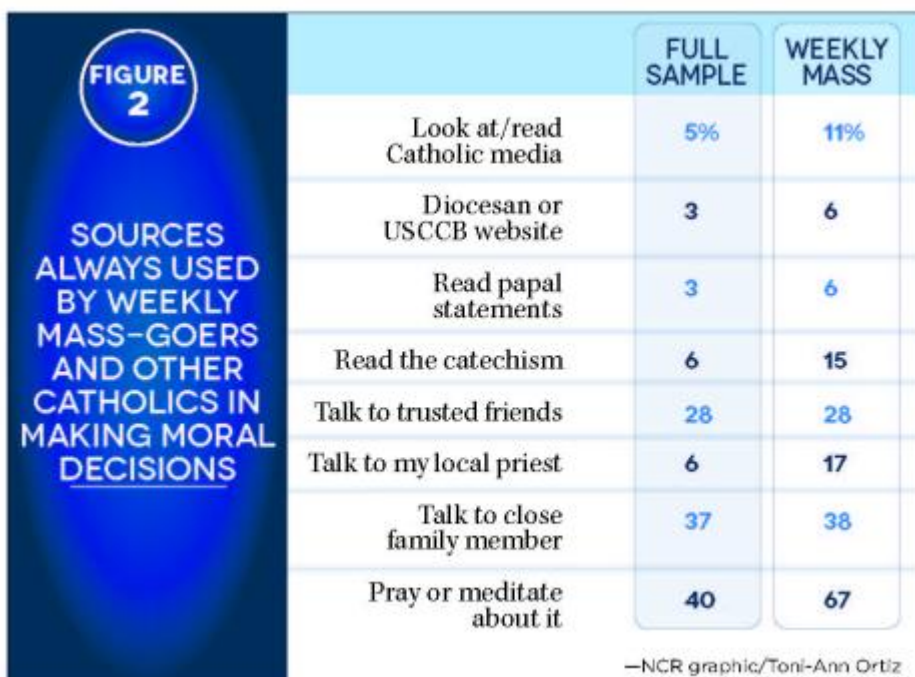 FIGURE
2
SOURCES
ALWAYS USED
BY WEEKLY
MASS-GOERS
AND OTHER
CATHOLICS IN
MAKING MORAL
DECISIONS
FULL
SAMPLE
WEEKLY
MASS
Look at/read
Catholic media
5%
11%
Diocesan or
USCCB website
3
6
Read papal
statements
3
6
Read the catechism
6
15
Talk to trusted friends
28
28
Talk to my local priest
6
17
Talk to close
family member
37
38
Pray or meditate
about it
40
67
—NCR graphic/Toni-Ann Ortiz